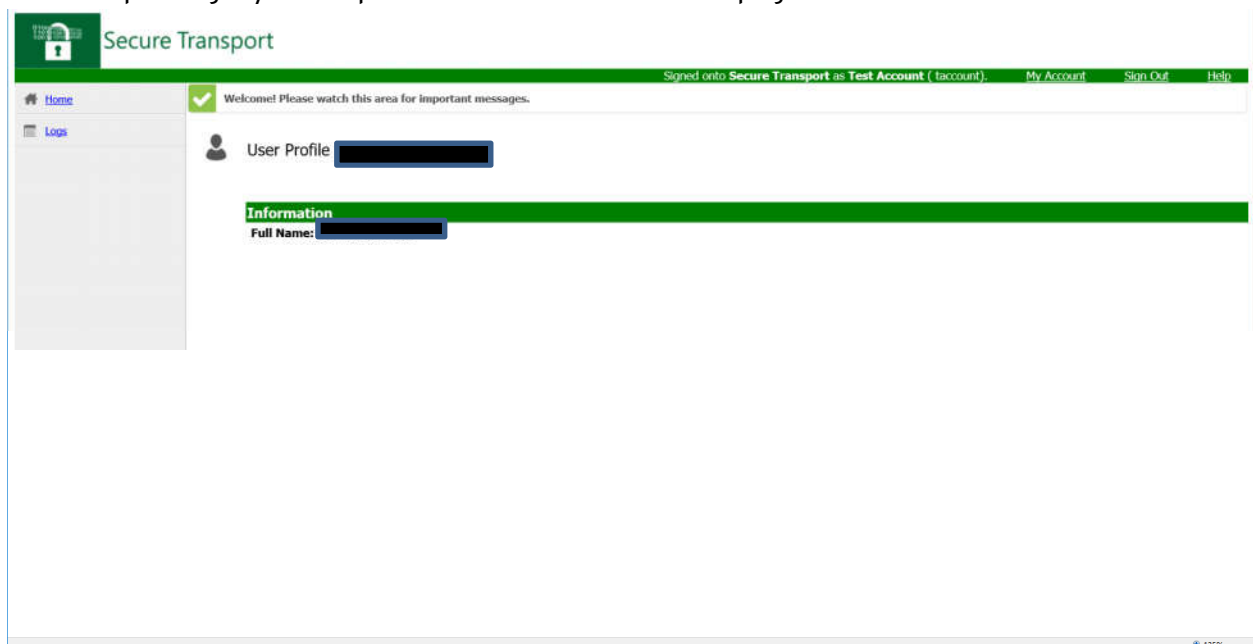 Secure Transport
Signed onto Secure Transport as Test Account ( taccount). My Account Sign Out Help
Home
Welcome! Please watch this area for important messages.
Logs
User Profile
Information
Full Name: